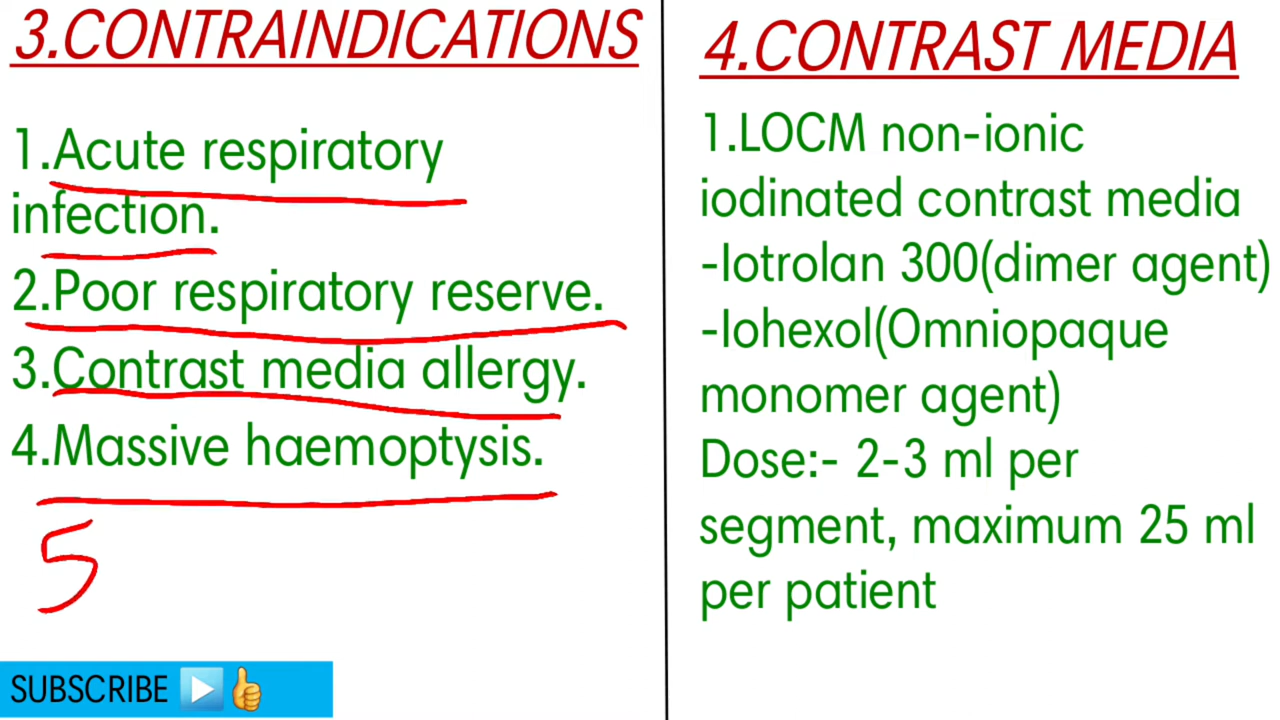 3.CONTRAINDICATIONS
1.Acute respiratory
infection.
2.Poor respiratory reserve.
3.Contrast media allergy.
4.Massive haemoptysis.
5
SUBSCRIBE
4.CONTRAST MEDIA
1.LOCM non-ionic
iodinated contrast media
-Iotrolan 300(dimer agent)
-Iohexol(Omniopaque
monomer agent)
Dose:- 2-3 ml per
segment, maximum 25 ml
per patient